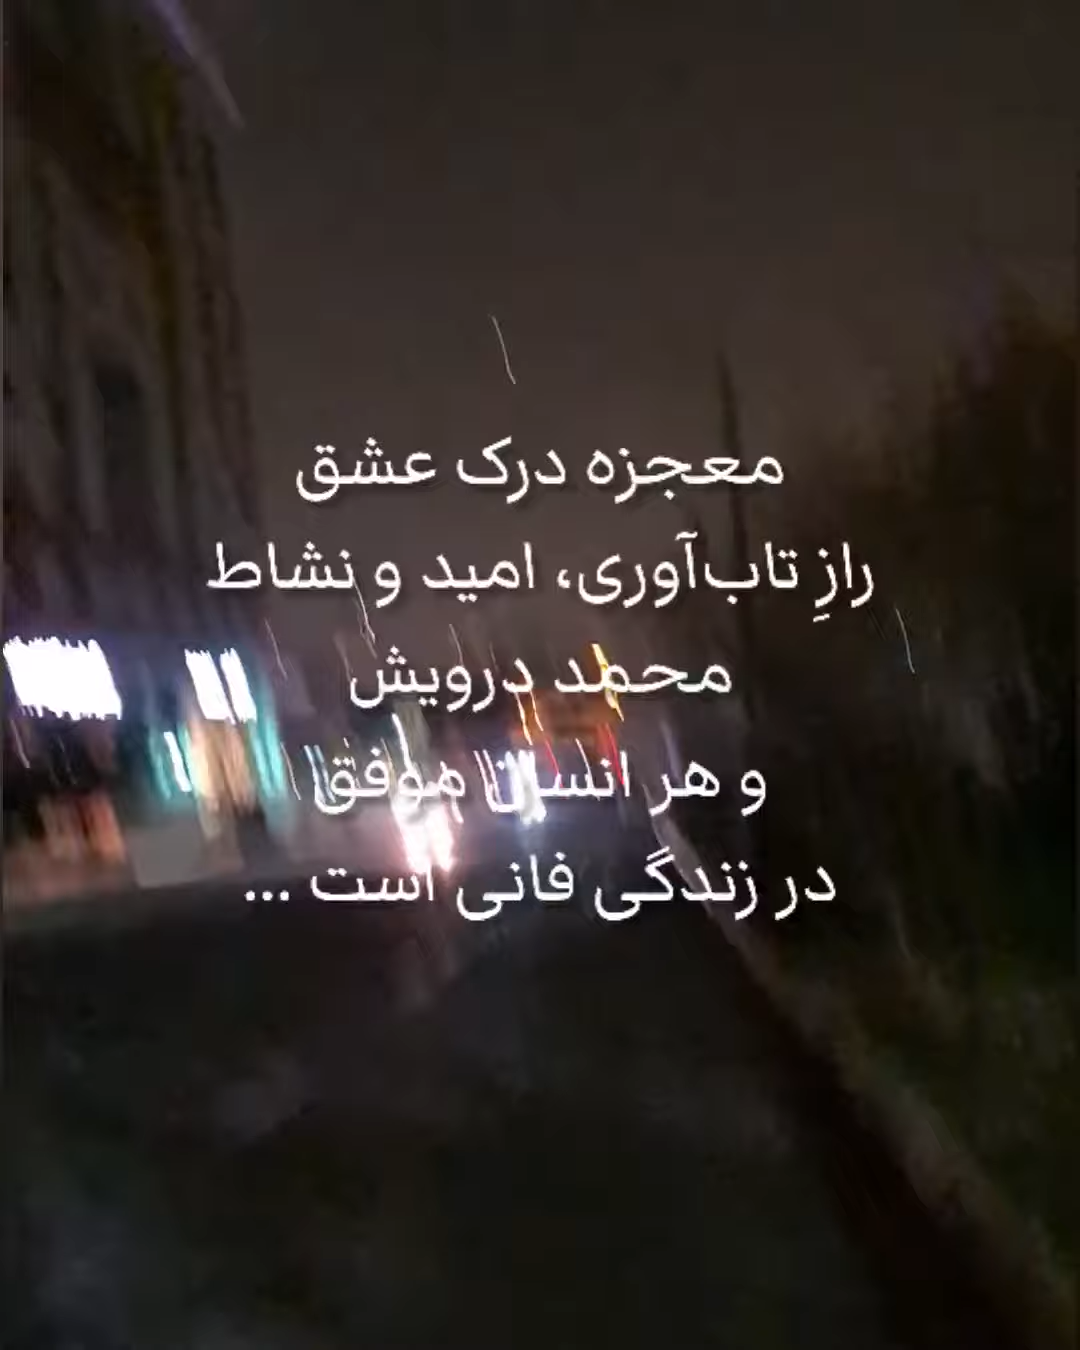 معجزه درک عشق
رازِ تاب‌آوری، امید و نشاط
محمد درویش
و هر انسان موفق
در زندگی فانی است ...